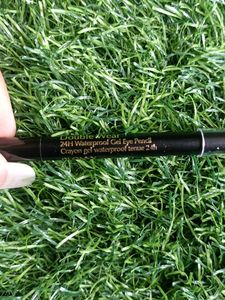 Double Wear
24H Waterproof Gel Eye Pencil
Crayon gel waterproof tenue 24h